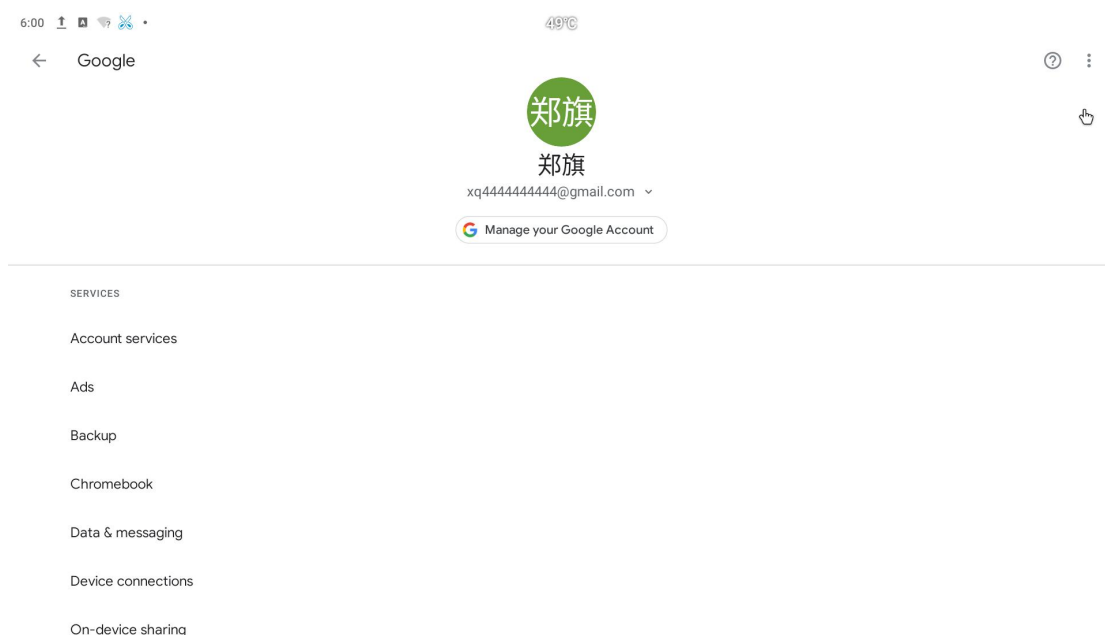 6:00
49°C
Google
郑旗
郑旗
xq4444444444@gmail.com
Manage your Google Account
SERVICES
Account services
Ads
Backup
Chromebook
Data & messaging
Device connections
On-device sharing